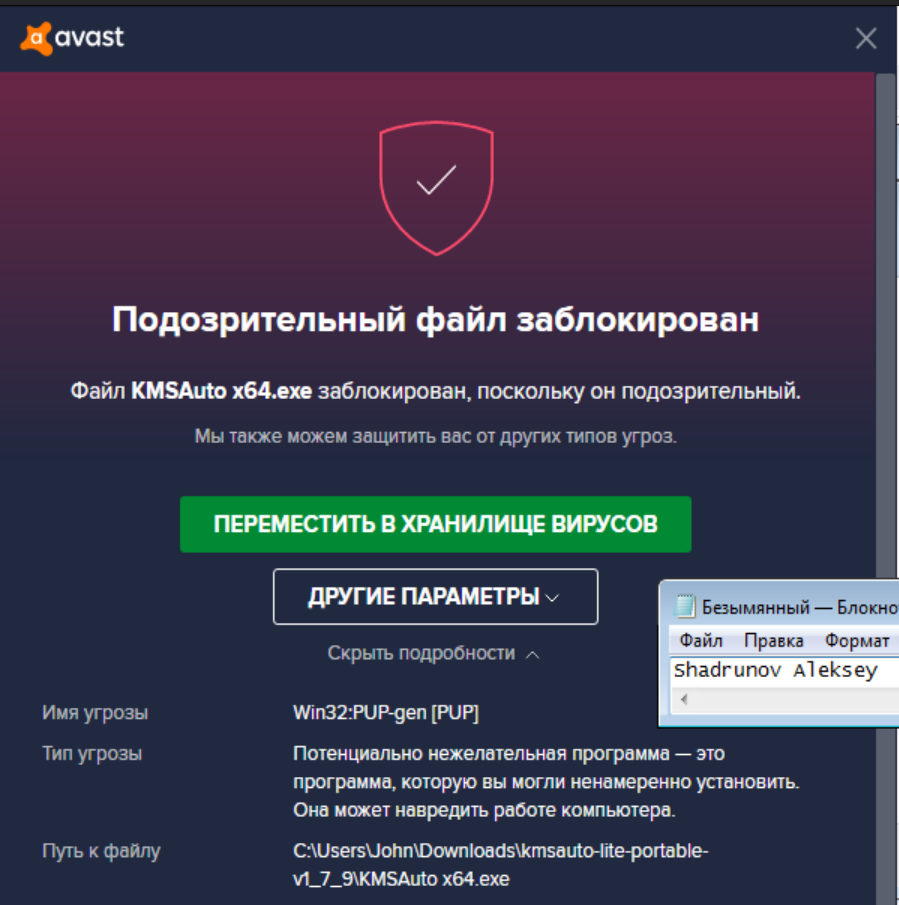 avast
Подозрительный файл заблокирован
Файл KMSAuto x64.exe заблокирован, поскольку он подозрительный.
Мы также можем защитить вас от других типов угроз.
ПЕРЕМЕСТИТЬ В ХРАНИЛИЩЕ ВИРУСОВ
ДРУГИЕ ПАРАМЕТРЫ
Скрыть подробности
Безымянный — Блокно
Файл Правка Формат
Shadrunov Aleksey
Имя угрозы Win32:PUP-gen [PUP]
Тип угрозы Потенциально нежелательная программа — это
программа, которую вы могли ненамеренно установить.
Она может навредить работе компьютера.
Путь к файлу C:\Users\John\Downloads\kmsauto-lite-portable-
v1_7_9\KMSAuto x64.exe